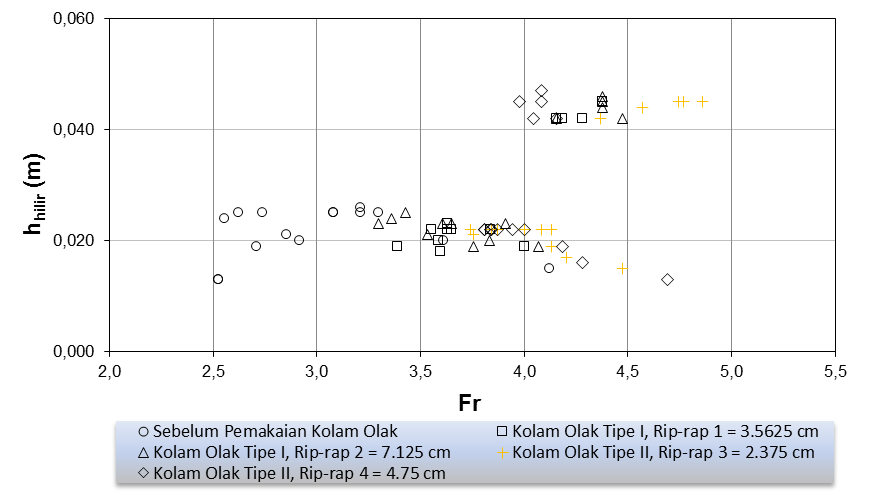 0,060
0,040
0,020
0,000
h hilir (m)
2,0 2,5 3,0 3,5 4,0 4,5 5,0 5,5
Fr
Sebelum Pemakaian Kolam Olak
Kolam Olak Tipe I, Rip-rap 1 = 3.5625 cm
Kolam Olak Tipe I, Rip-rap 2 = 7.125 cm
Kolam Olak Tipe II, Rip-rap 3 = 2.375 cm
Kolam Olak Tipe II, Rip-rap 4 = 4.75 cm